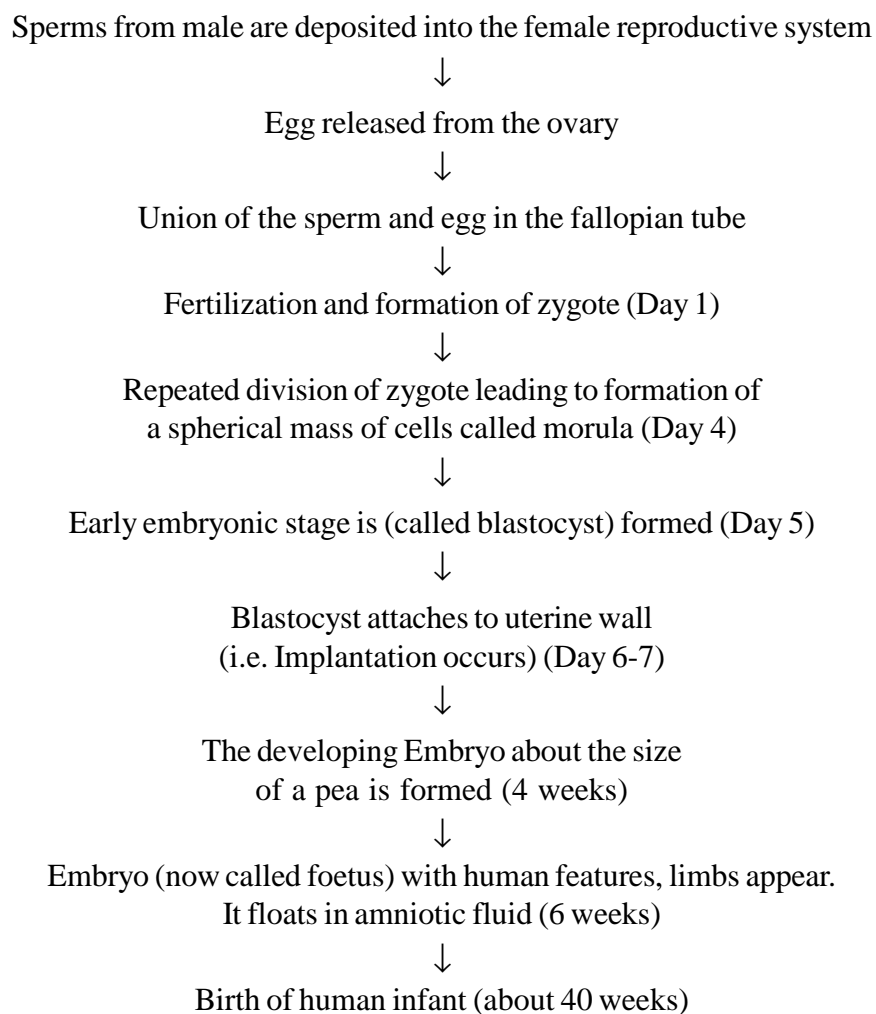 Sperms from male are deposited into the female reproductive system
↓
Egg released from the ovary
↓
Union of the sperm and egg in the fallopian tube
↓
Fertilization and formation of zygote (Day 1)
↓
Repeated division of zygote leading to formation of
a spherical mass of cells called morula (Day 4)
↓
Early embryonic stage is (called blastocyst) formed (Day 5)
↓
Blastocyst attaches to uterine wall
(i.e. Implantation occurs) (Day 6-7)
↓
The developing Embryo about the size
of a pea is formed (4 weeks)
↓
Embryo (now called foetus) with human features, limbs appear.
It floats in amniotic fluid (6 weeks)
↓
Birth of human infant (about 40 weeks)